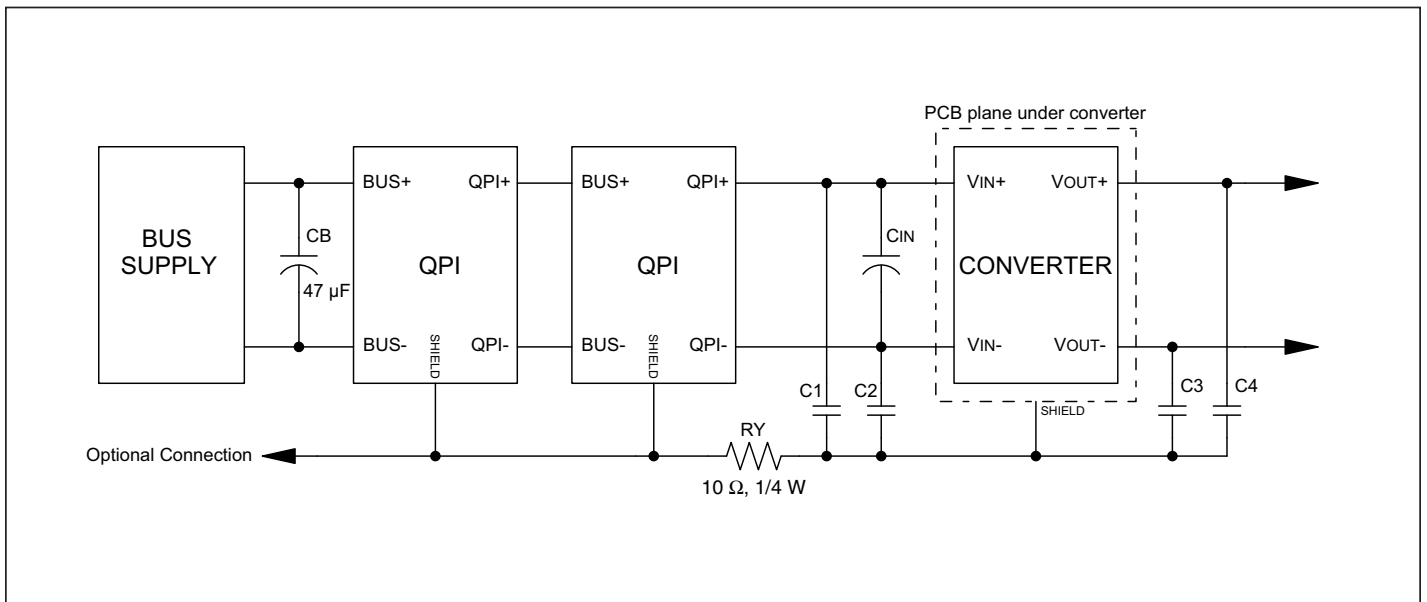 PCB plane under converter
BUS+ QPI+ BUS+ QPI+ VIN+ VOUT+
BUS
SUPPLY
CB
47 µF
QPI
QPI
CIN
CONVERTER
BUS- SHIELD QPI- BUS- SHIELD QPI- VIN- VOUT-
C1 C2 C3 C4
SHIELD
RY
Optional Connection
10 Ω, 1/4 W